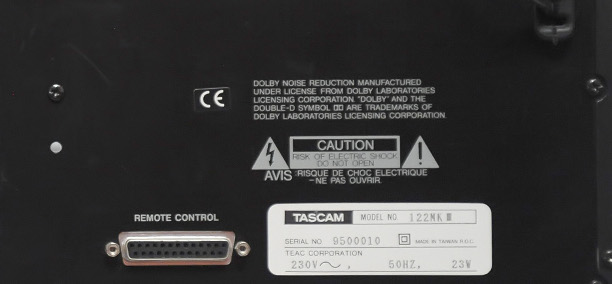 DOLBY NOISE REDUCTION MANUFACTURED
UNDER LICENSE FROM DOLBY LABORATORIES
LICENSING CORPORATION "DOLBY" AND THE
DOUBLE-D SYMBOL DD ARE TRADEMARKS OF
DOLBY LABORATORIES LICENSING CORPORATION
CE
CAUTION
RISK OF ELECTRIC SHOCK
DO NOT OPEN
AVIS : RISQUE DE CHOC ELECTRIQUE
–NE PAS OUVRIR.
REMOTE CONTROL
TASCAM MODEL NO. 122MKⅢ
SERIAL NO. 9500010 MADE IN TAIWAN R.O.C.
TEAC CORPORATION
230V～, 50HZ, 23W